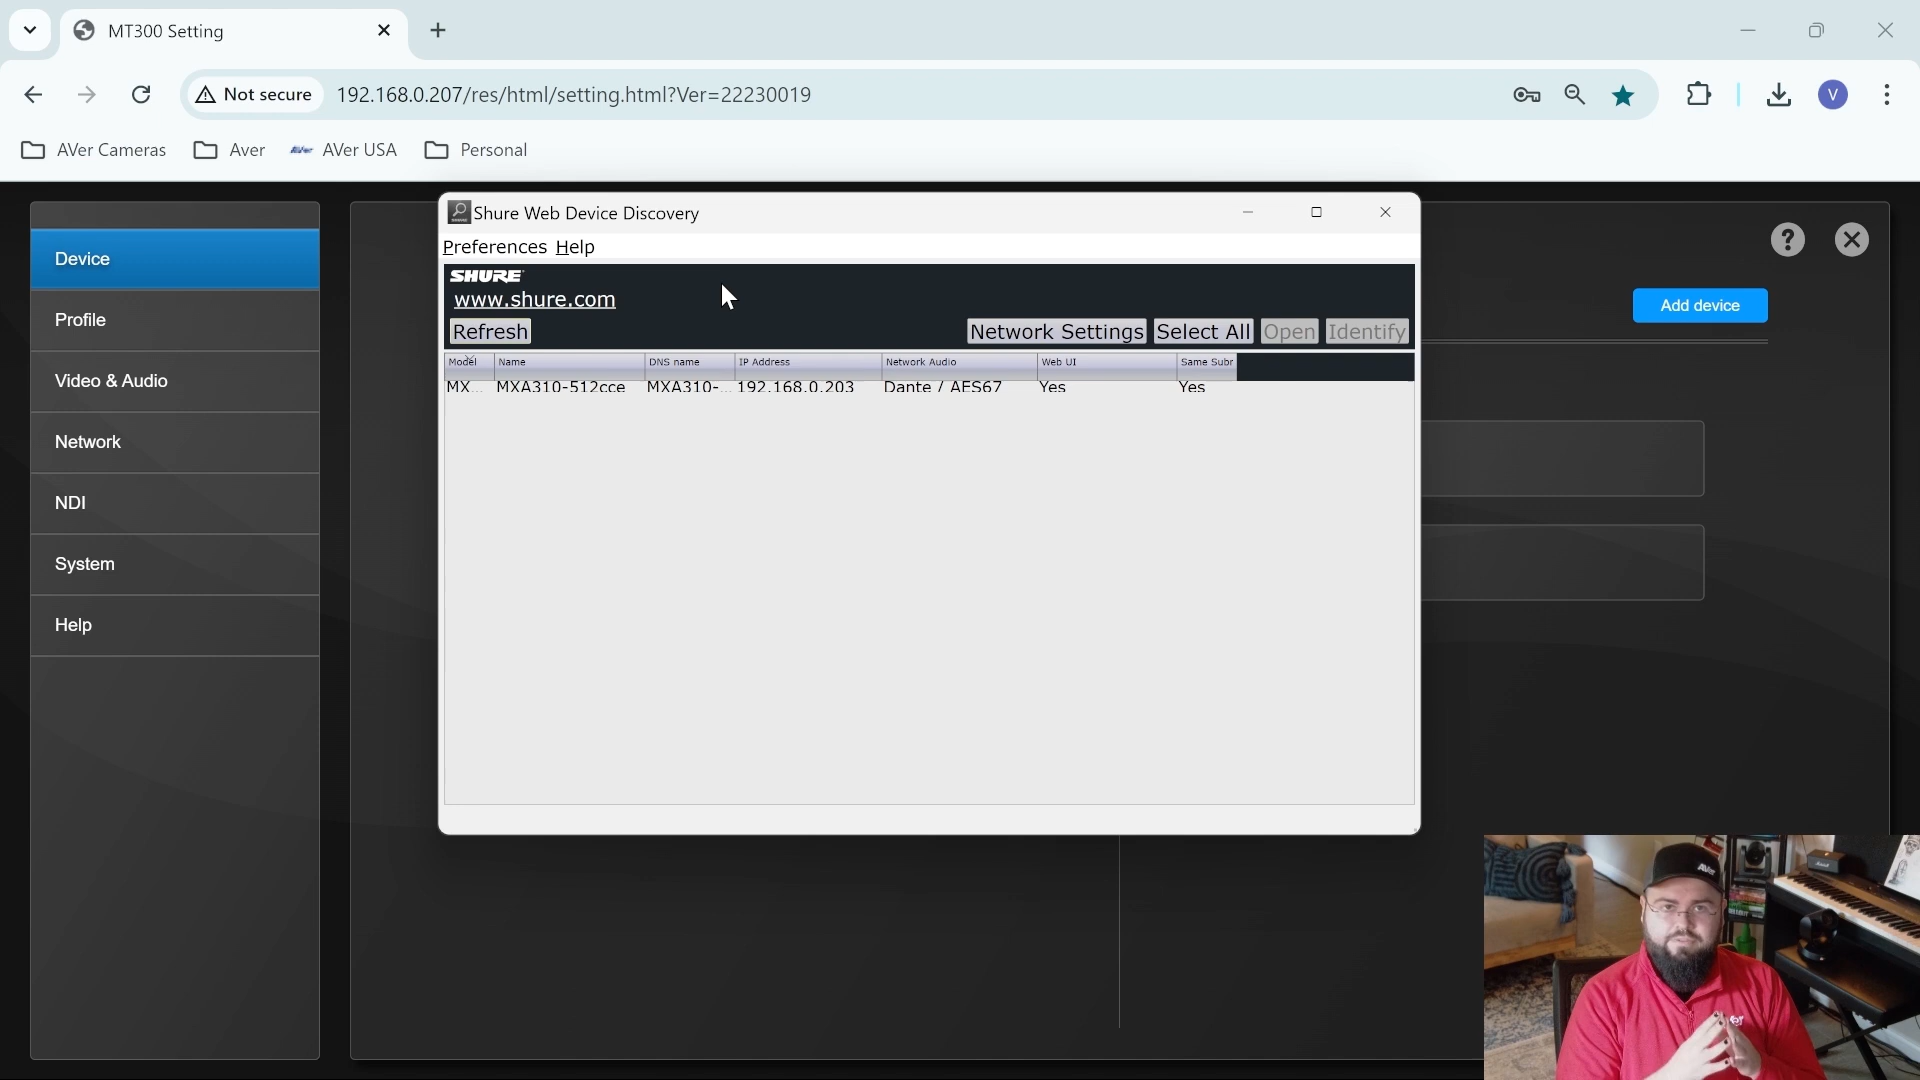 MT300 Setting
Not secure 192.168.0.207/res/html/setting.html?Ver=22230019 V
AVer Cameras Aver AVer AVer USA Personal
Shure Web Device Discovery
Preferences Help
SHURE
www.shure.com
Refresh Network Settings Select All Open Identify
Model Name DNS name IP Address Network Audio Web UI Same Subr
MX... MXA310-512cce MXA310-... 192.168.0.203 Dante / AES67 Yes Yes
Device
Profile
Video & Audio
Network
NDI
System
Help
?
Add device
AVer